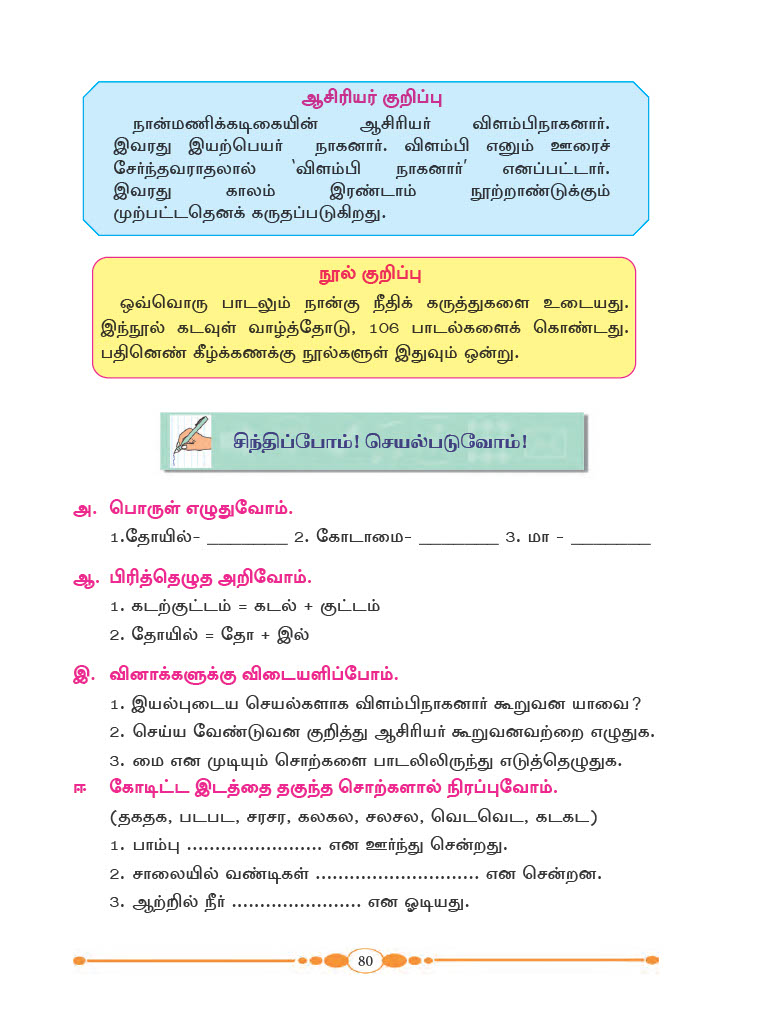 ஆசிரியர் குறிப்பு
நான்மணிக்கடிகையின் ஆசிரியர் விளம்பிநாகனார்.
இவரது இயற்பெயர் நாகனார். விளம்பி எனும் ஊரைச்
சேர்ந்தவராதலால் 'விளம்பி நாகனார்' எனப்பட்டார்.
இவரது காலம் இரண்டாம் நூற்றாண்டுக்கும்
முற்பட்டதெனக் கருதப்படுகிறது.
நூல் குறிப்பு
ஒவ்வொரு பாடலும் நான்கு நீதிக் கருத்துகளை உடையது.
இந்நூல் கடவுள் வாழ்த்தோடு, 106 பாடல்களைக் கொண்டது.
பதினெண் கீழ்க்கணக்கு நூல்களுள் இதுவும் ஒன்று.
சிந்திப்போம்! செயல்படுவோம்!
அ. பொருள் எழுதுவோம்.
1.தோயில்- ________ 2. கோடாமை- ________ 3. மா - ________
ஆ. பிரித்தெழுத அறிவோம்.
1. கடற்குட்டம் = கடல் + குட்டம்
2. தோயில் = தோ + இல்
இ. வினாக்களுக்கு விடையளிப்போம்.
1. இயல்புடைய செயல்களாக விளம்பிநாகனார் கூறுவன யாவை?
2. செய்ய வேண்டுவன குறித்து ஆசிரியர் கூறுவனவற்றை எழுதுக.
3. மை என முடியும் சொற்களை பாடலிலிருந்து எடுத்தெழுதுக.
ஈ கோடிட்ட இடத்தை தகுந்த சொற்களால் நிரப்புவோம்.
(தகதக, படபட, சரசர, கலகல, சலசல, வெடவெட, கடகட)
1. பாம்பு ........................ என ஊர்ந்து சென்றது.
2. சாலையில் வண்டிகள் ............................. என சென்றன.
3. ஆற்றில் நீர் ....................... என ஓடியது.
80